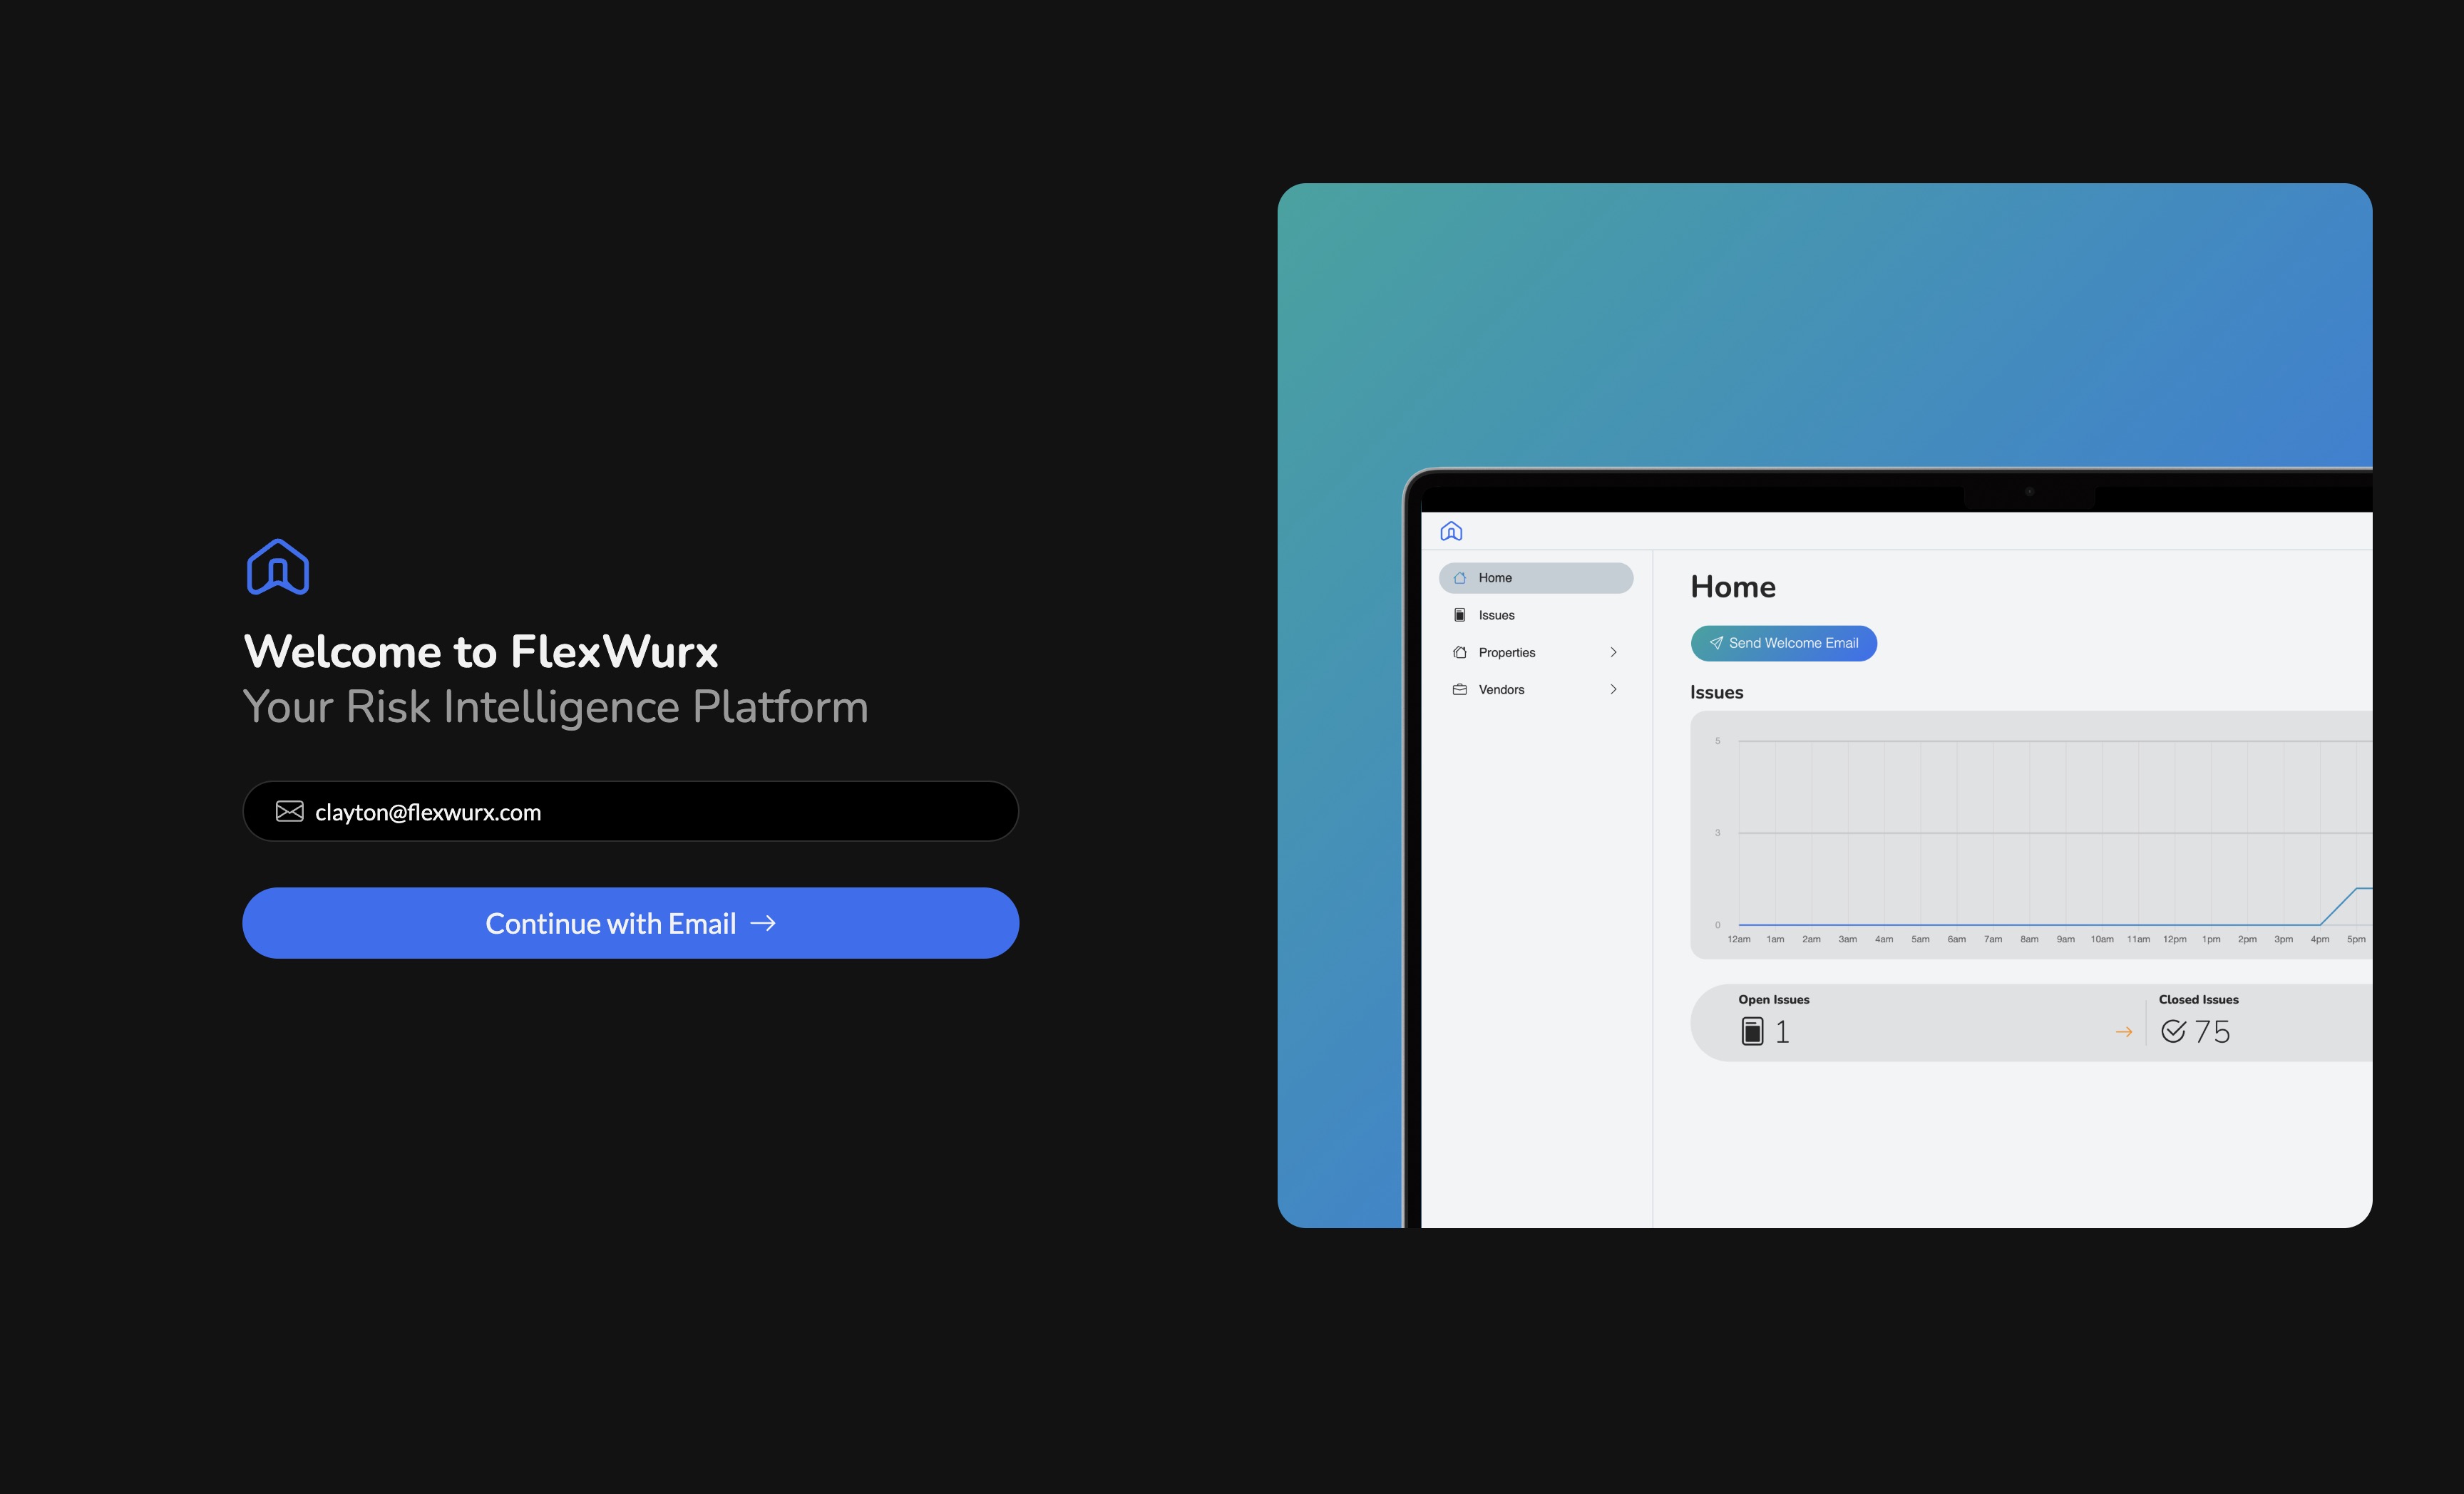 Welcome to FlexWurx
Your Risk Intelligence Platform
clayton@flexwurx.com
Continue with Email
Home
Issues
Properties
Vendors
Home
Send Welcome Email
Issues
5
3
0
12am 1am 2am 3am 4am 5am 6am 7am 8am 9am 10am 11am 12pm 1pm 2pm 3pm 4pm 5pm
Open Issues
1
Closed Issues
75